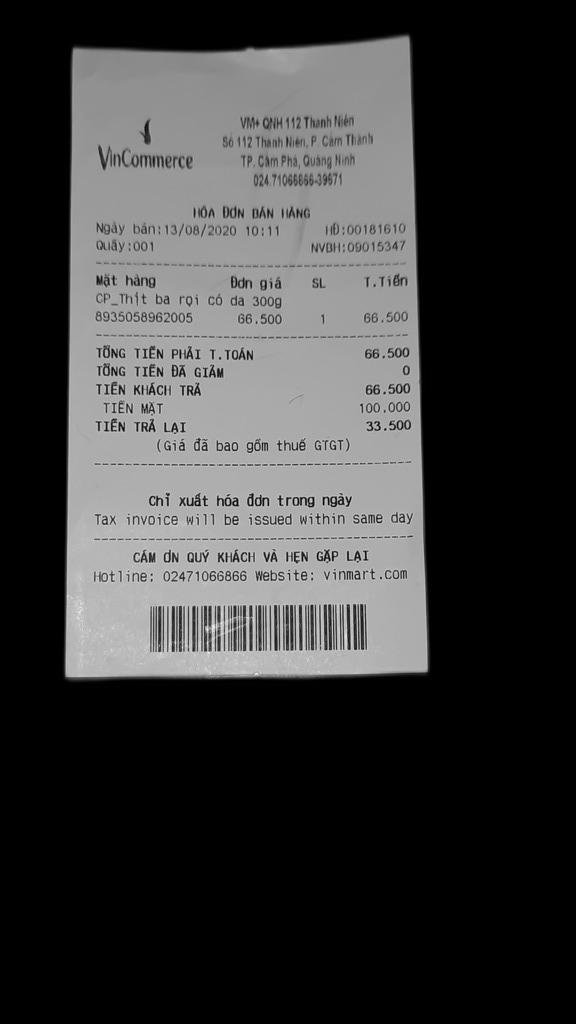 VinCommerce
VM+ QNH 112 Thanh Niên
Số 112 Thanh Niên, P. Cẩm Thành
TP. Cẩm Phả, Quảng Ninh
024.71066866-39671
HÓA ĐƠN BÁN HÀNG
Ngày bán:13/08/2020 10:11 HĐ:00181610
Quầy:001 NVBH:09015347
Mặt hàng Đơn giá SL T.Tiền
CP_Thịt ba rọi có da 300g
8935058962005 66.500 1 66.500
TỔNG TIỀN PHẢI T.TOÁN 66.500
TỔNG TIỀN ĐÃ GIẢM 0
TIỀN KHÁCH TRẢ 66.500
TIỀN MẶT 100.000
TIỀN TRẢ LẠI 33.500
(Giá đã bao gồm thuế GTGT)
Chỉ xuất hóa đơn trong ngày
Tax invoice will be issued within same day
CẢM ƠN QUÝ KHÁCH VÀ HẸN GẶP LẠI
Hotline: 02471066866 Website: vinmart.com